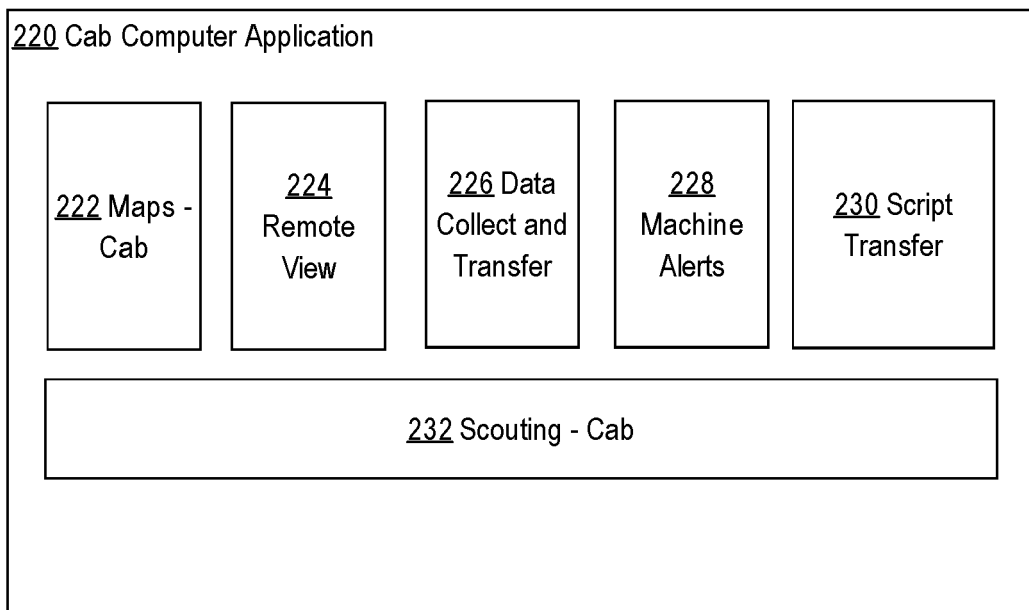 220 Cab Computer Application
222 Maps -
Cab
224
Remote
View
226 Data
Collect and
Transfer
228
Machine
Alerts
230 Script
Transfer
232 Scouting - Cab